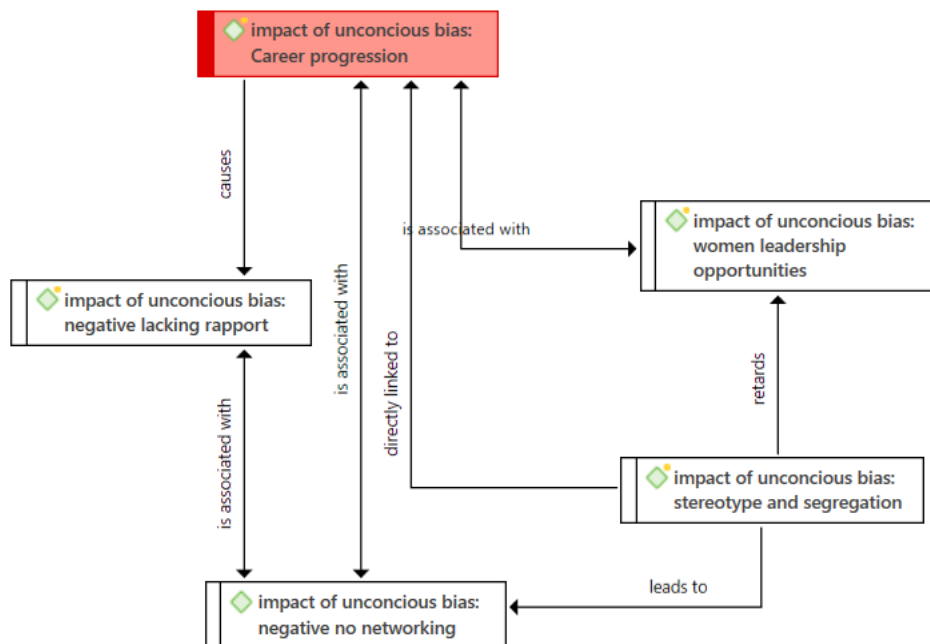 impact of unconcious bias:
Career progression
causes
is associated with
directly linked to
is associated with
impact of unconcious bias:
women leadership
opportunities
impact of unconcious bias:
negative lacking rapport
is associated with
retards
impact of unconcious bias:
stereotype and segregation
leads to
impact of unconcious bias:
negative no networking